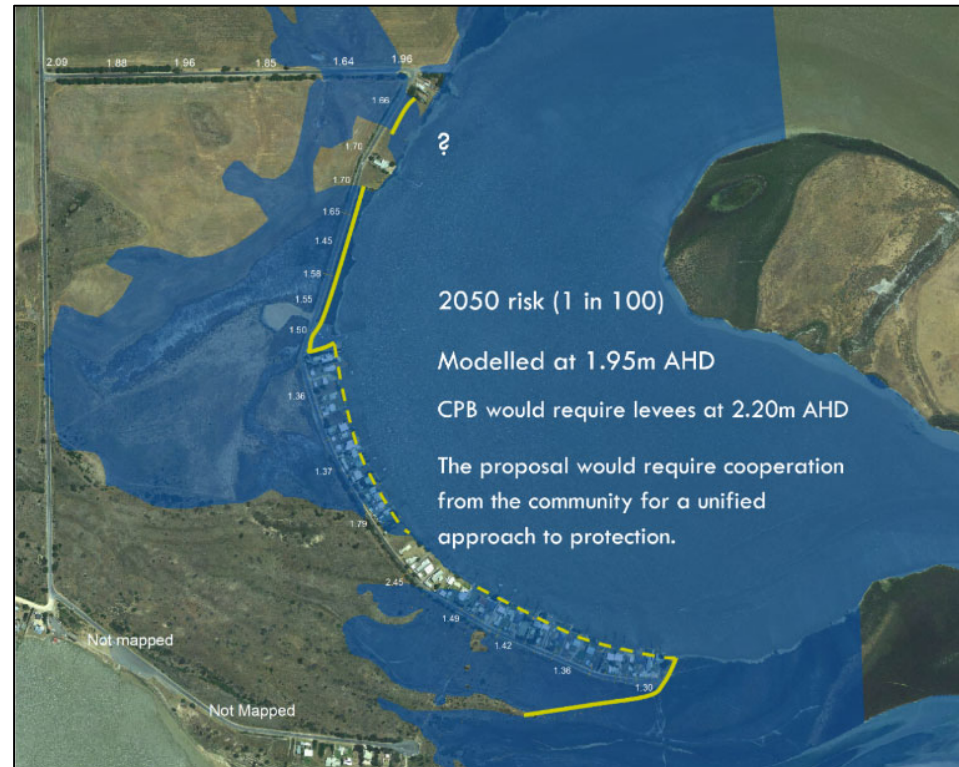 2.09
1.88
1.96
1.85
1.64
1.96
1.66
?
1.70
1.70
1.65
1.45
1.58
1.55
1.50
2050 risk (1 in 100)
Modelled at 1.95m AHD
1.36
CPB would require levees at 2.20m AHD
The proposal would require cooperation
1.37
from the community for a unified
approach to protection.
1.79
2.45
1.49
1.42
1.36
1.30
Not mapped
Not Mapped